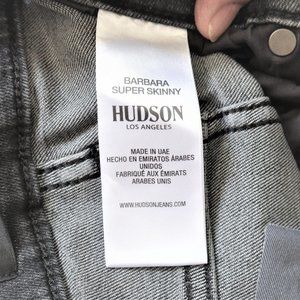 BARBARA
SUPER SKINNY
HUDSON
LOS ANGELES
MADE IN UAE
HECHO EN EMIRATOS ÁRABES
UNIDOS
FABRIQUÉ AUX ÉMIRATS
ARABES UNIS
WWW.HUDSONJEANS.COM